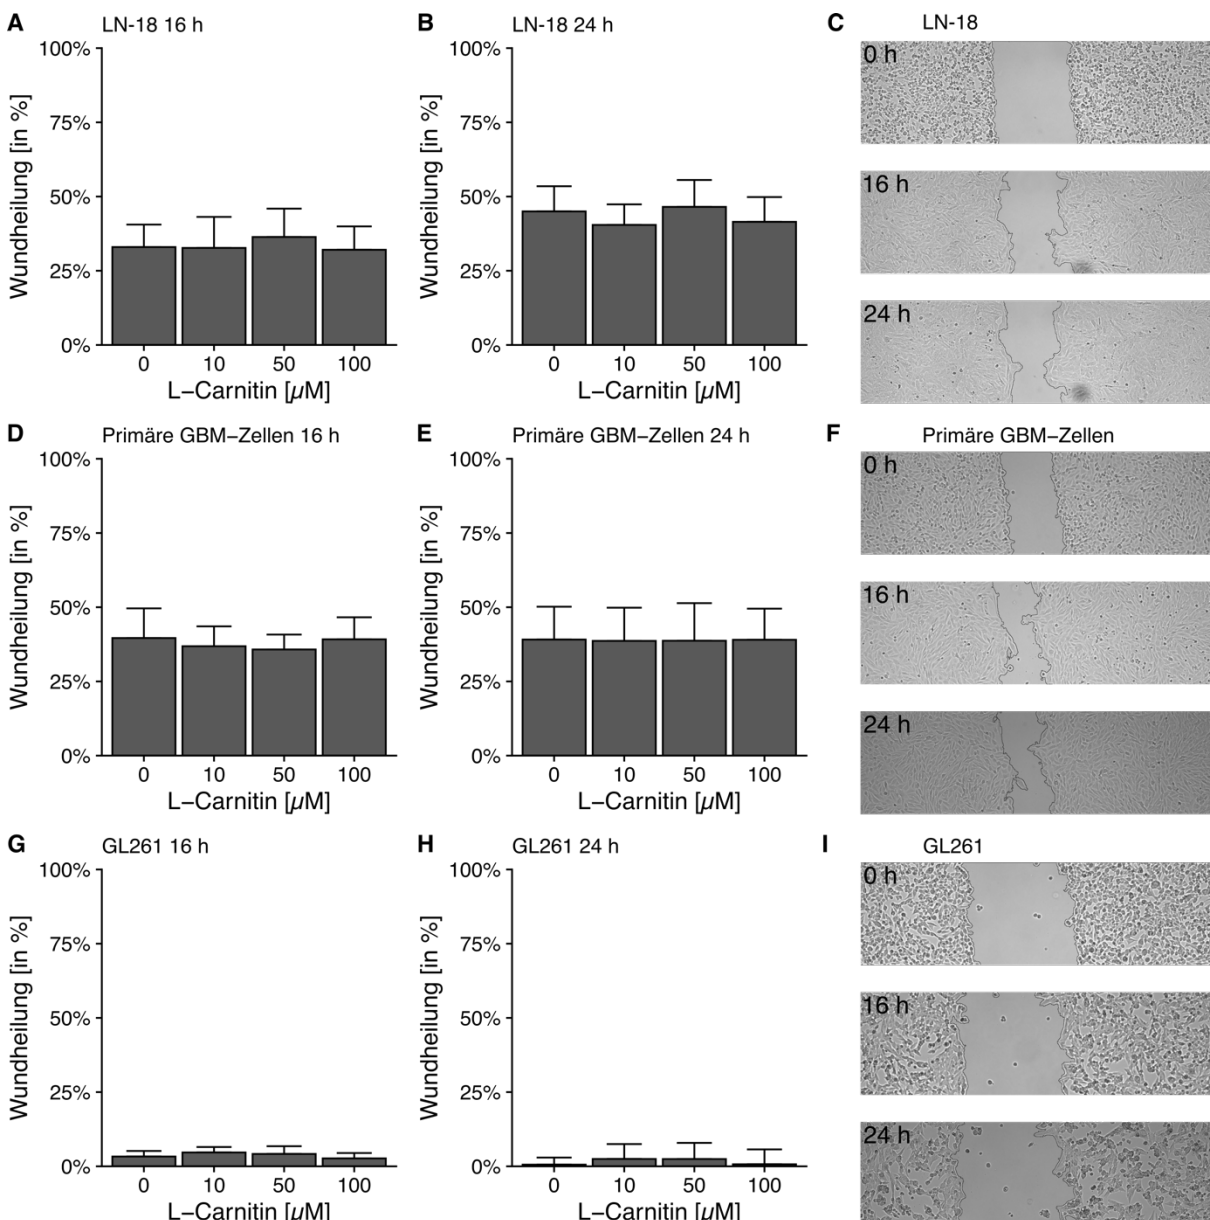 A
LN−18 16 h
Wundheilung [in %]
100%
75%
50%
25%
0%
0 10 50 100
L−Carnitin [µM]
B
LN−18 24 h
Wundheilung [in %]
100%
75%
50%
25%
0%
0 10 50 100
L−Carnitin [µM]
C
LN−18
0 h
16 h
24 h
D
Primäre GBM−Zellen 16 h
Wundheilung [in %]
100%
75%
50%
25%
0%
0 10 50 100
L−Carnitin [µM]
E
Primäre GBM−Zellen 24 h
Wundheilung [in %]
100%
75%
50%
25%
0%
0 10 50 100
L−Carnitin [µM]
F
Primäre GBM−Zellen
0 h
16 h
24 h
G
GL261 16 h
Wundheilung [in %]
100%
75%
50%
25%
0%
0 10 50 100
L−Carnitin [µM]
H
GL261 24 h
Wundheilung [in %]
100%
75%
50%
25%
0%
0 10 50 100
L−Carnitin [µM]
I
GL261
0 h
16 h
24 h